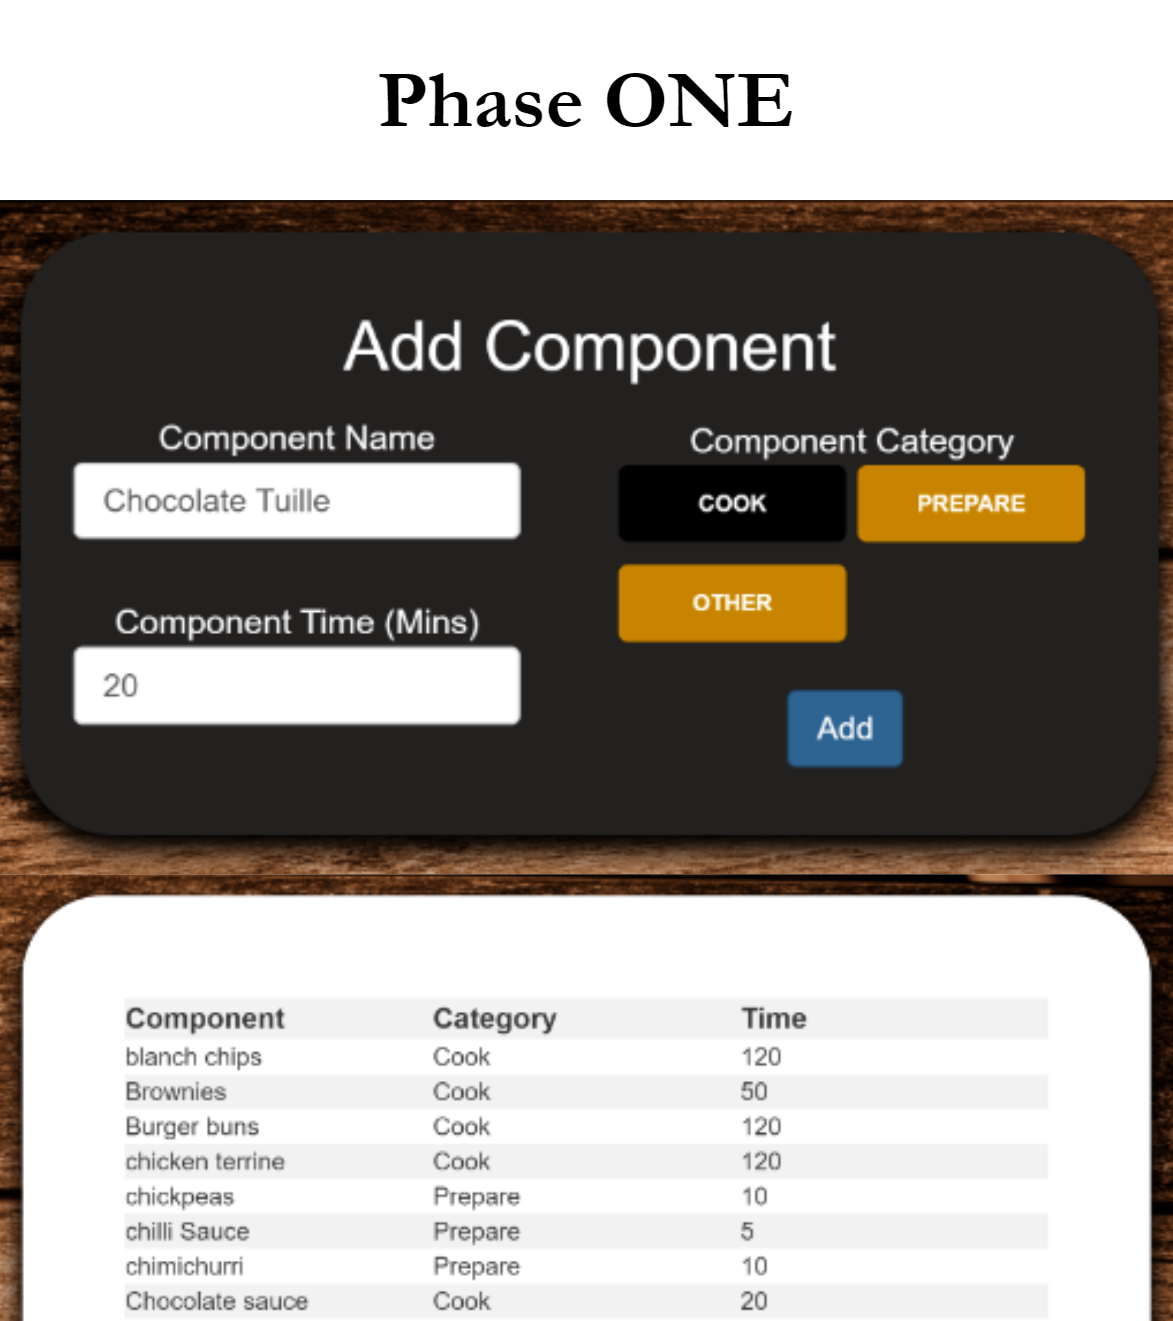 Phase ONE
Add Component
Component Name
Component Category
Chocolate Tuille
COOK
PREPARE
OTHER
Component Time (Mins)
20
Add
Component Category Time
blanch chips Cook 120
Brownies Cook 50
Burger buns Cook 120
chicken terrine Cook 120
chickpeas Prepare 10
chilli Sauce Prepare 5
chimichurri Prepare 10
Chocolate sauce Cook 20